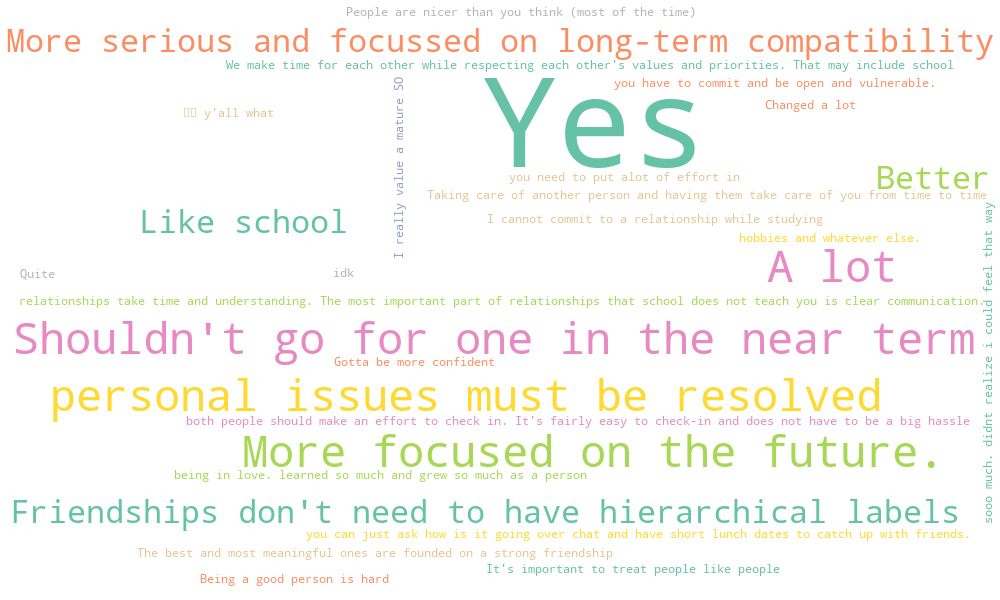 People are nicer than you think (most of the time)
More serious and focussed on long-term compatibility
We make time for each other while respecting each other's values and priorities. That may include school
you have to commit and be open and vulnerable.
Yes
I really value a mature SO
Changed a lot
y'all what
you need to put alot of effort in
Better
Taking care of another person and having them take care of you from time to time
I cannot commit to a relationship while studying
Like school
hobbies and whatever else.
sooo much. didnt realize i could feel that way
A lot
Quite
idk
relationships take time and understanding. The most important part of relationships that school does not teach you is clear communication.
Shouldn't go for one in the near term
Gotta be more confident
personal issues must be resolved
both people should make an effort to check in. It's fairly easy to check-in and does not have to be a big hassle
More focused on the future.
being in love. learned so much and grew so much as a person
Friendships don't need to have hierarchical labels
you can just ask how is it going over chat and have short lunch dates to catch up with friends.
The best and most meaningful ones are founded on a strong friendship
It's important to treat people like people
Being a good person is hard